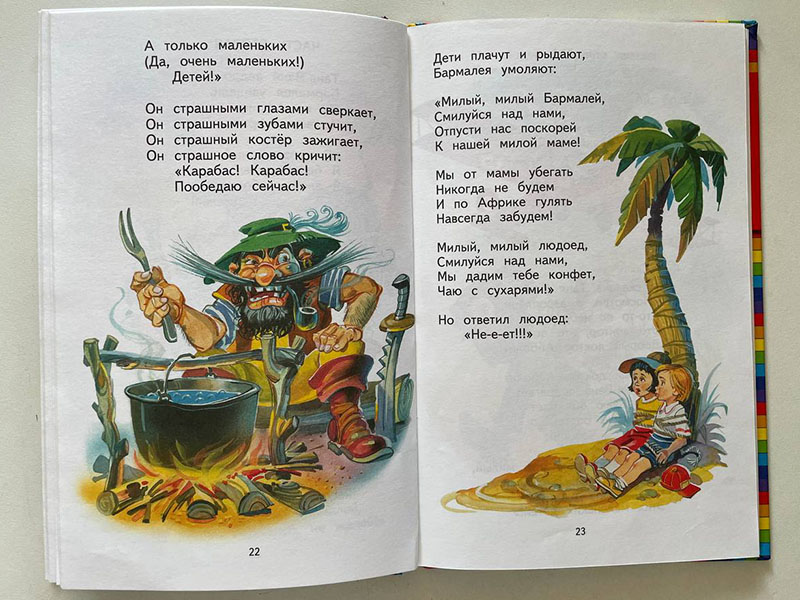 А только маленьких
(Да, очень маленьких!)
Детей!»
Он страшными глазами сверкает,
Он страшными зубами стучит,
Он страшный костёр зажигает,
Он страшное слово кричит:
«Карабас! Карабас!
Пообедаю сейчас!»
22
Дети плачут и рыдают,
Бармалея умоляют:
«Милый, милый Бармалей,
Смилуйся над нами,
Отпусти нас поскорей
К нашей милой маме!
Мы от мамы убегать
Никогда не будем
И по Африке гулять
Навсегда забудем!
Милый, милый людоед,
Смилуйся над нами,
Мы дадим тебе конфет,
Чаю с сухарями!»
Но ответил людоед:
«Не-е-ет!!!»
23